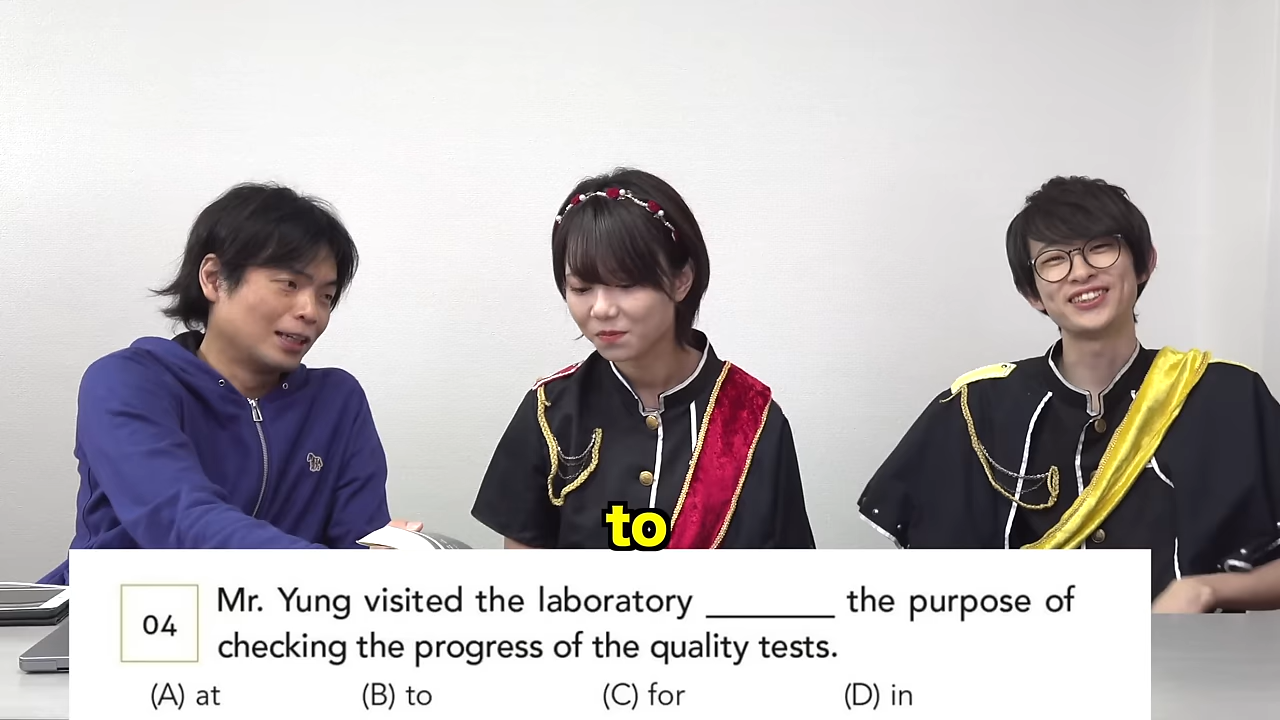 to
04
Mr. Yung visited the laboratory ________ the purpose of
checking the progress of the quality tests.
(A) at (B) to (C) for (D) in